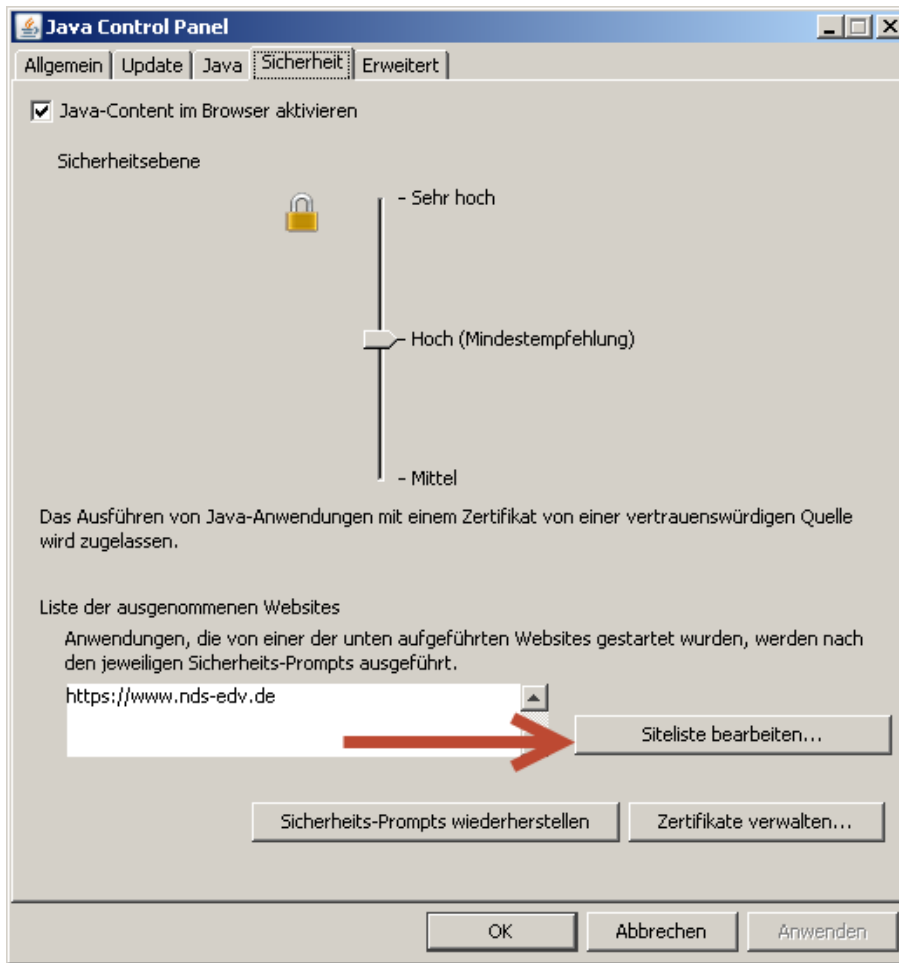 Java Control Panel
Allgemein
Update
Java
Sicherheit
Erweitert
Java-Content im Browser aktivieren
Sicherheitsebene
- Sehr hoch
- Hoch (Mindestempfehlung)
- Mittel
Das Ausführen von Java-Anwendungen mit einem Zertifikat von einer vertrauenswürdigen Quelle
wird zugelassen.
Liste der ausgenommenen Websites
Anwendungen, die von einer der unten aufgeführten Websites gestartet wurden, werden nach
den jeweiligen Sicherheits-Prompts ausgeführt.
https://www.nds-edv.de
Siteliste bearbeiten...
Sicherheits-Prompts wiederherstellen
Zertifikate verwalten...
OK
Abbrechen
Anwenden